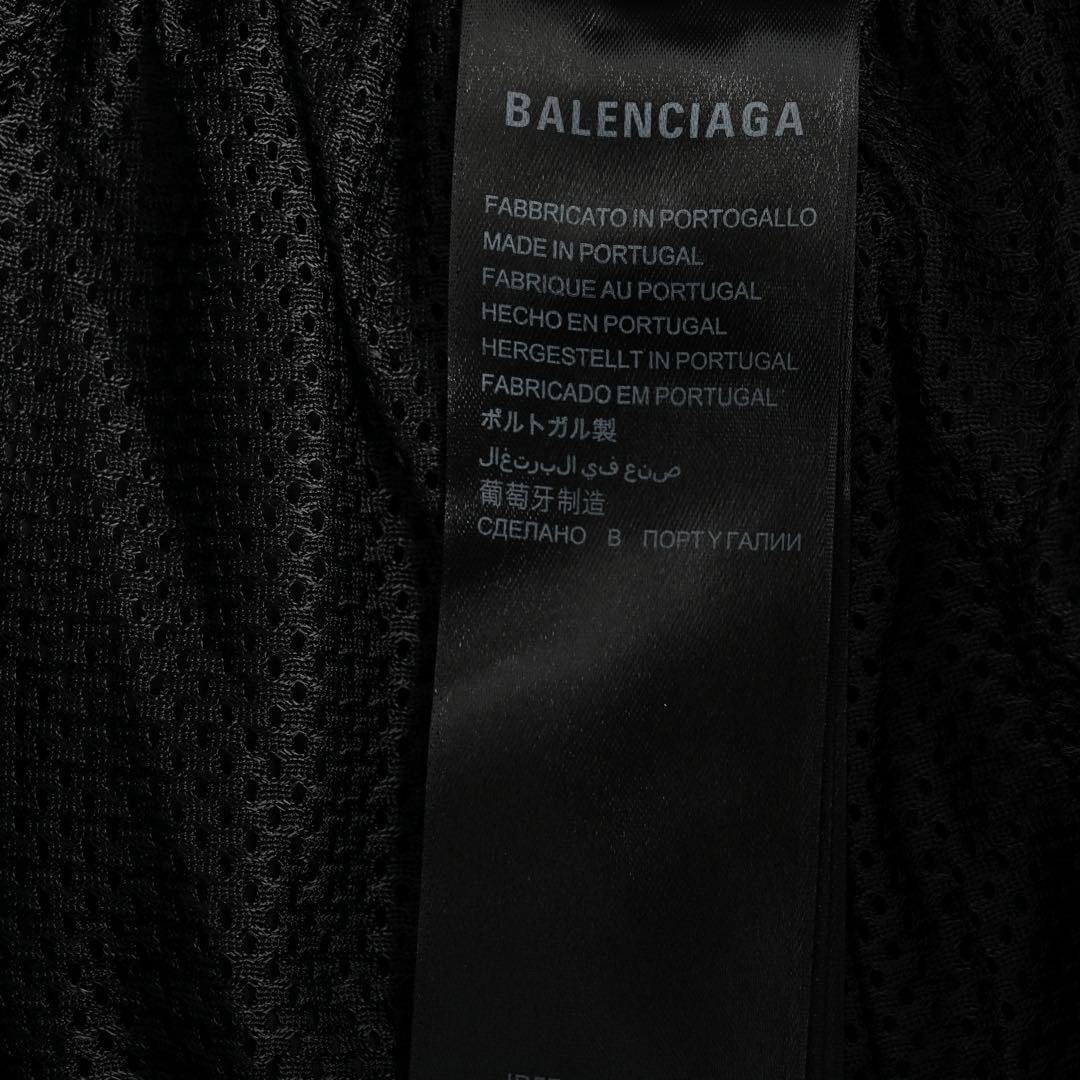 BALENCIAGA
FABBRICATO IN PORTOGALLO
MADE IN PORTUGAL
FABRIQUE AU PORTUGAL
HECHO EN PORTUGAL
HERGESTELLT IN PORTUGAL
FABRICADO EM PORTUGAL
ポルトガル製
صنع في البرتغال
葡萄牙制造
СДЕЛАНО В ПОРТУГАЛИИ